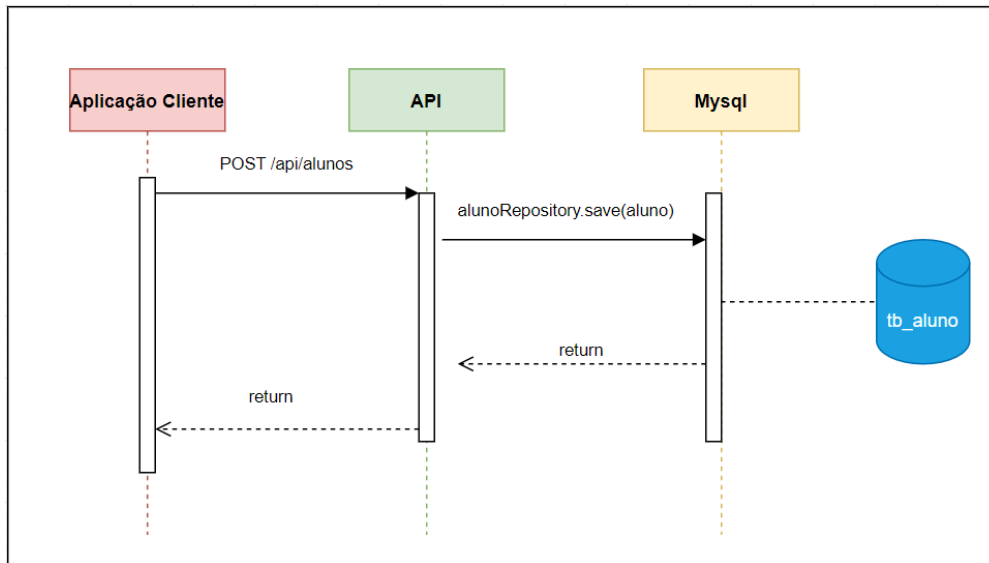 Aplicação Cliente
API
Mysql
POST /api/alunos
alunoRepository.save(aluno)
tb_aluno
return
return